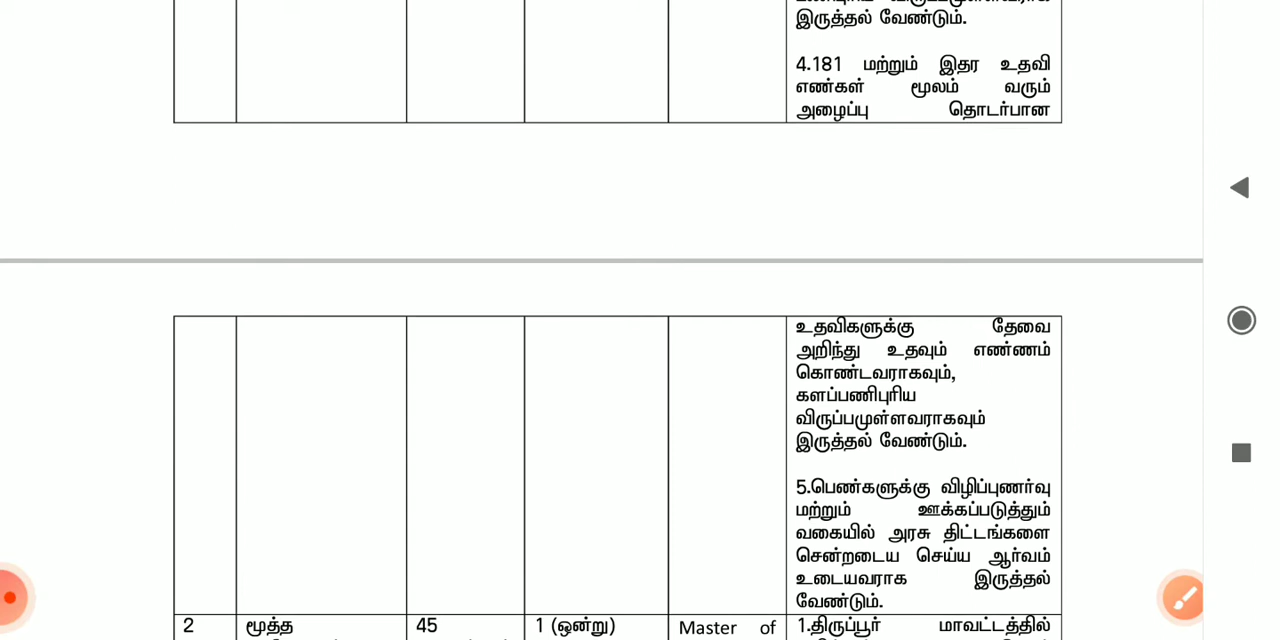 இருத்தல் வேண்டும்.
4.181 மற்றும் இதர உதவி
எண்கள் மூலம் வரும்
அழைப்பு தொடர்பான
உதவிகளுக்கு தேவை
அறிந்து உதவும் எண்ணம்
கொண்டவராகவும்,
களப்பணிபுரிய
விருப்பமுள்ளவராகவும்
இருத்தல் வேண்டும்.
5.பெண்களுக்கு விழிப்புணர்வு
மற்றும் ஊக்கப்படுத்தும்
வகையில் அரசு திட்டங்களை
சென்றடைய செய்ய ஆர்வம்
உடையவராக இருத்தல்
வேண்டும்.
2 மூத்த 45 1 (ஒன்று) Master of 1.திருப்பூர் மாவட்டத்தில்